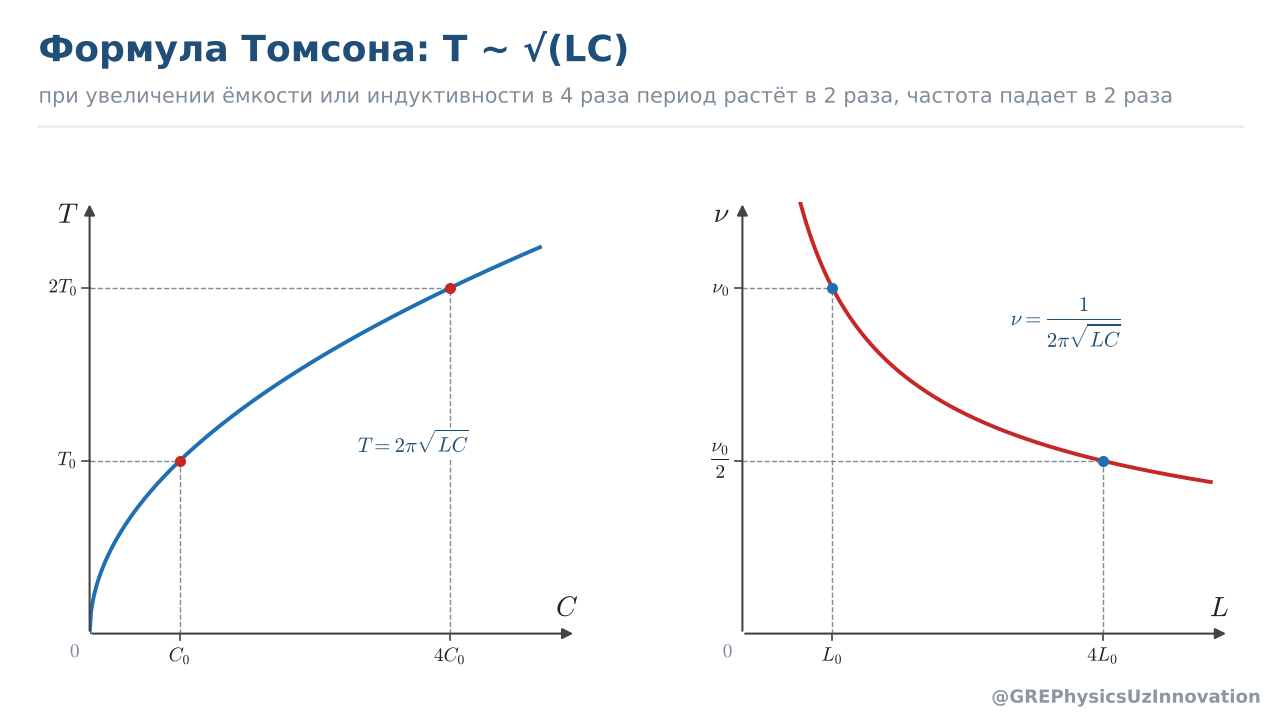 Формула Томсона: T ~ √(LC)
при увеличении ёмкости или индуктивности в 4 раза период растёт в 2 раза, частота падает в 2 раза
T
2T₀
T₀
T = 2π√LC
C
0
C₀
4C₀
ν
ν₀
ν₀/2
ν = 1/(2π√LC)
L
0
L₀
4L₀
@GREPhysicsUzInnovation